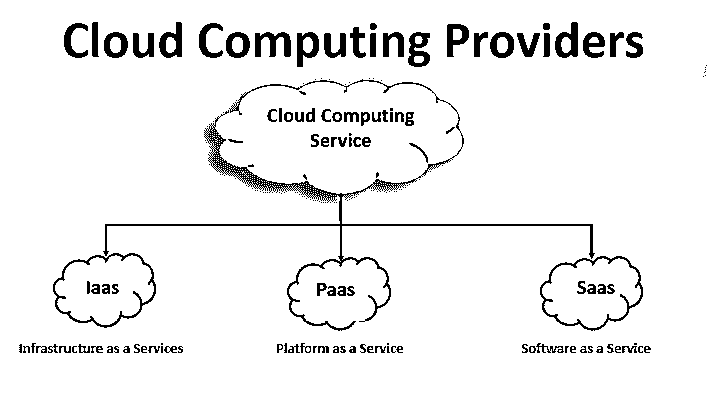 Cloud Computing Providers
Cloud Computing
Service
Iaas
Paas
Saas
Infrastructure as a Services
Platform as a Service
Software as a Service